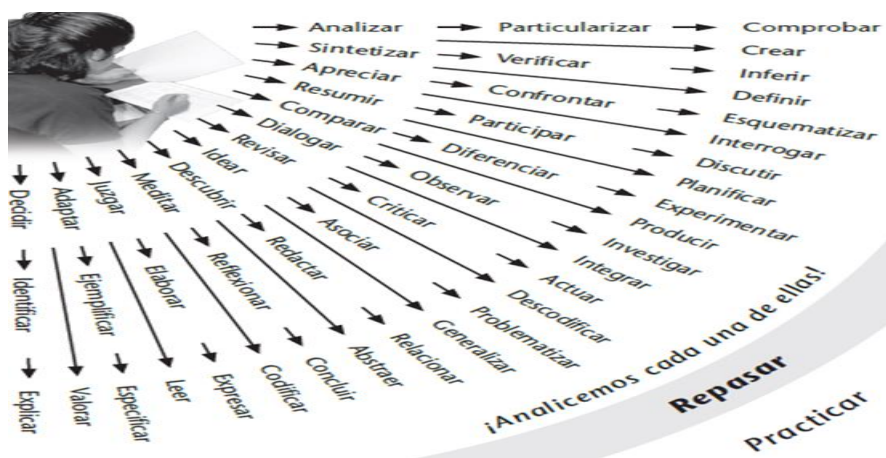 Analizar
Particularizar
Comprobar
Sintetizar
Crear
Apreciar
Verificar
Inferir
Resumir
Definir
Comparar
Confrontar
Esquematizar
Dialogar
Interrogar
Revisar
Participar
Discutir
Idear
Planificar
Descubrir
Diferenciar
Experimentar
Meditar
Producir
Juzgar
Observar
Investigar
Adaptar
Integrar
Decidir
Criticar
Actuar
Descodificar
Asociar
Problematizar
Generalizar
Redactar
Relacionar
Abstraer
Reflexionar
Concluir
Codificar
Elaborar
Expresar
Leer
Ejemplificar
Especificar
Valorar
Identificar
Explicar
¡Analicemos cada una de ellas!
Repasar
Practicar